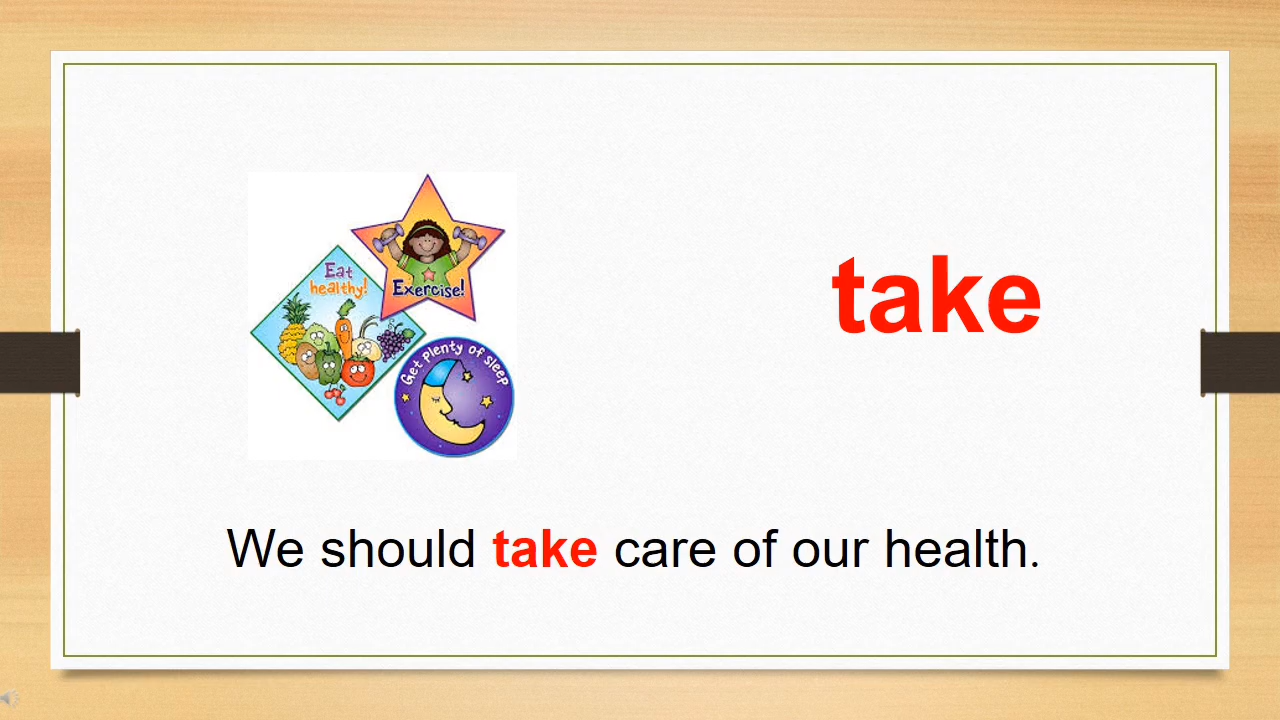 Exercise!
Eat
healthy!
Get plenty of sleep
take
We should take care of our health.